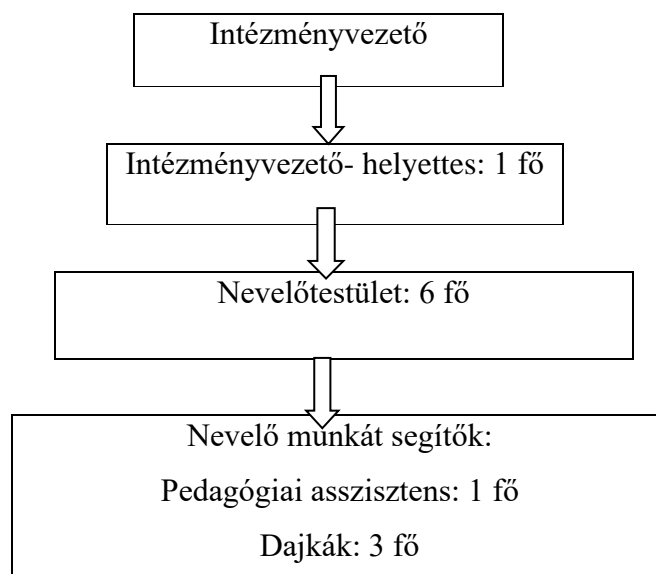 Intézményvezető
Intézményvezető- helyettes: 1 fő
Nevelőtestület: 6 fő
Nevelő munkát segítők:
Pedagógiai asszisztens: 1 fő
Dajkák: 3 fő